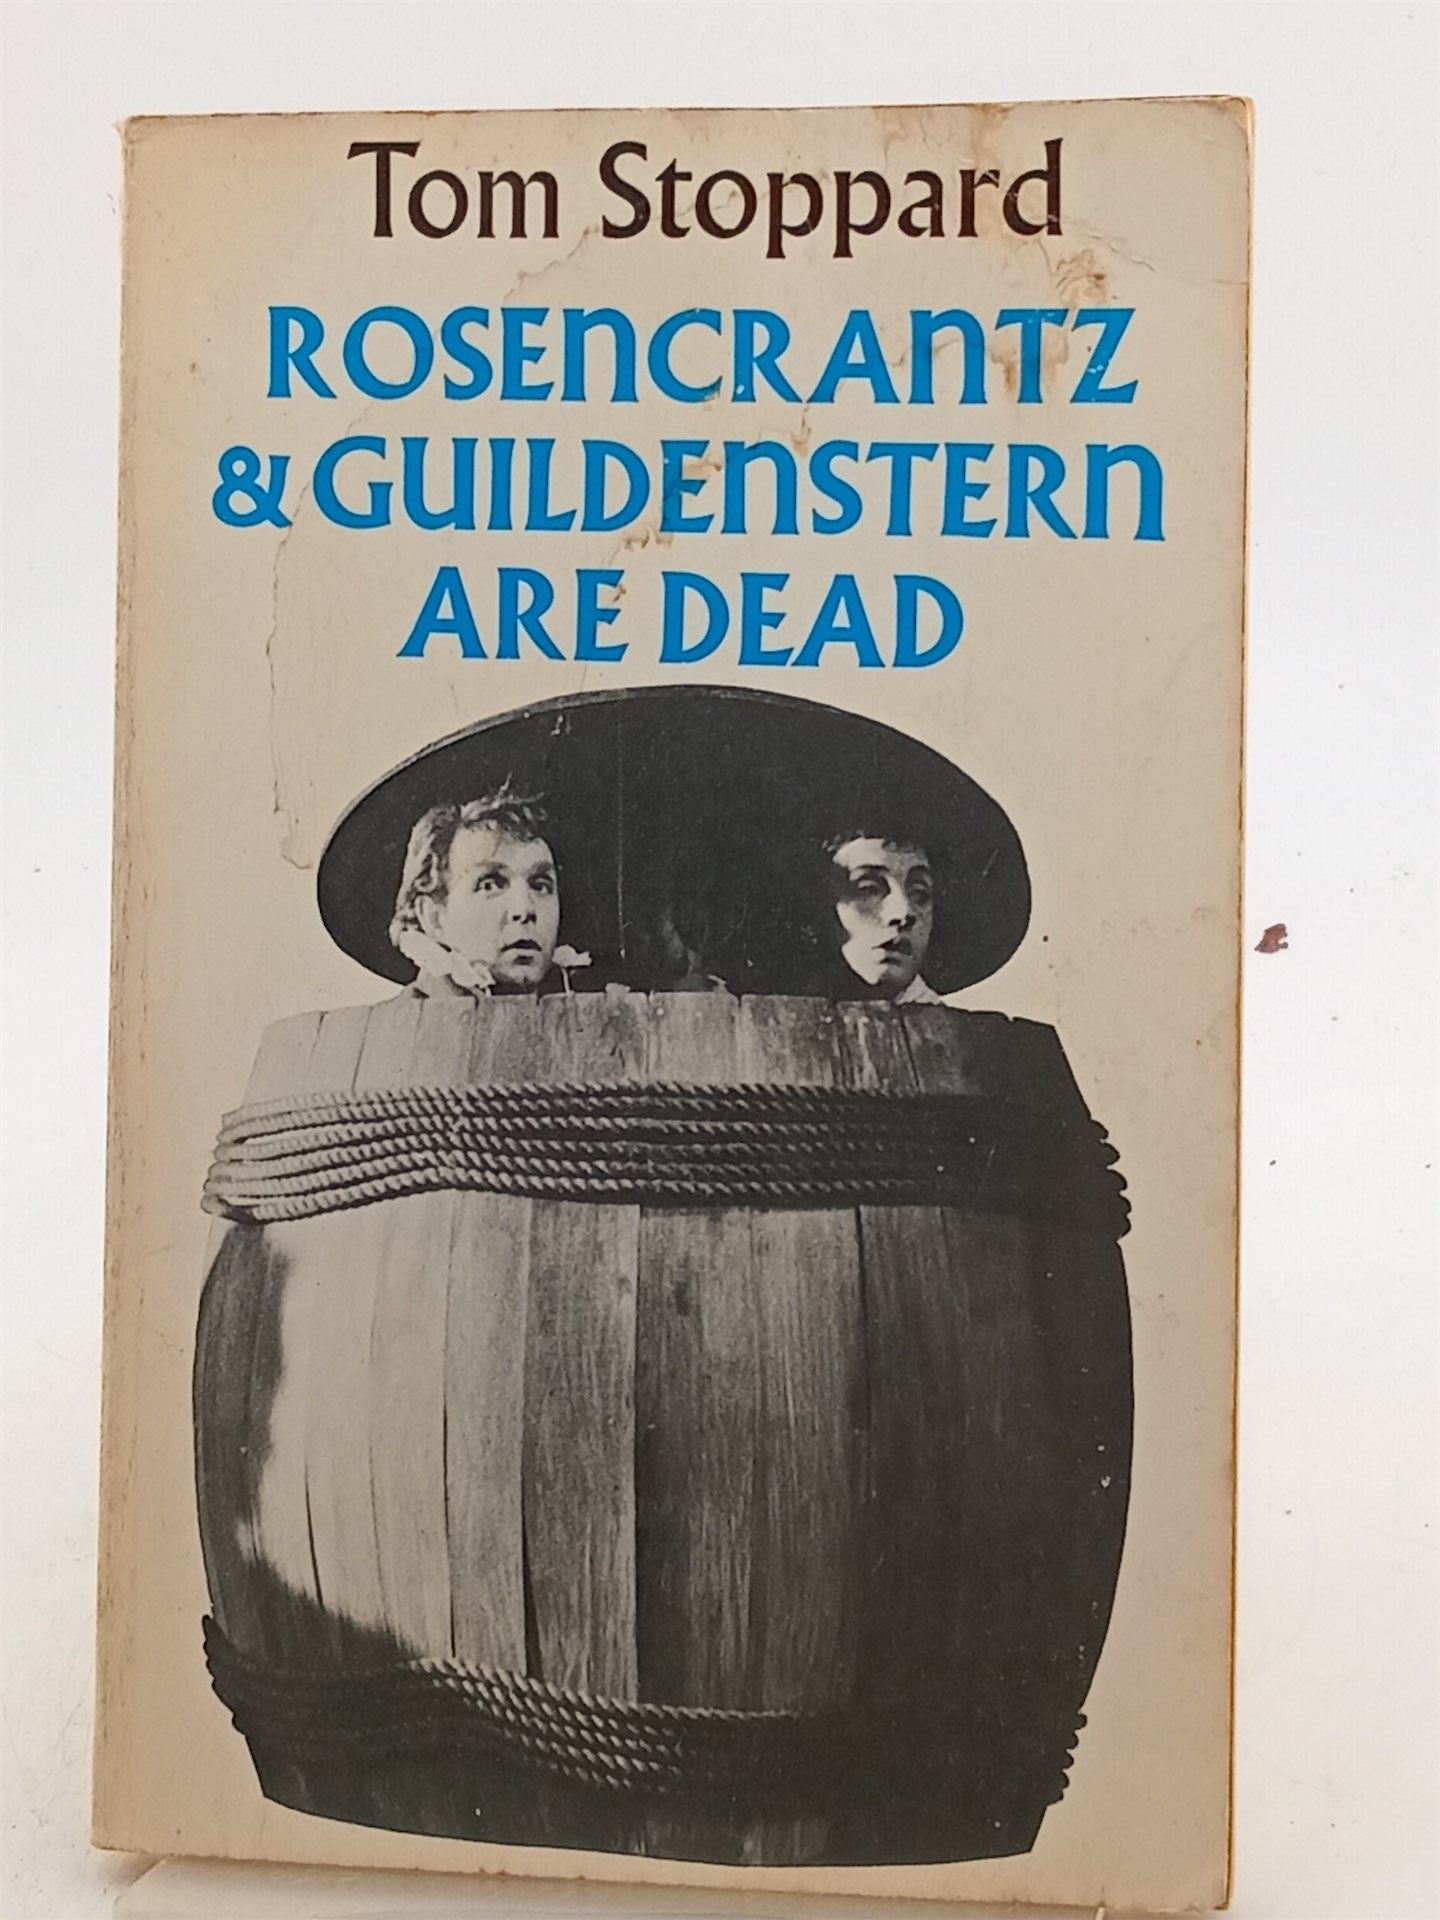 Tom Stoppard
ROSENCRANTZ
& GUILDENSTERN
ARE DEAD